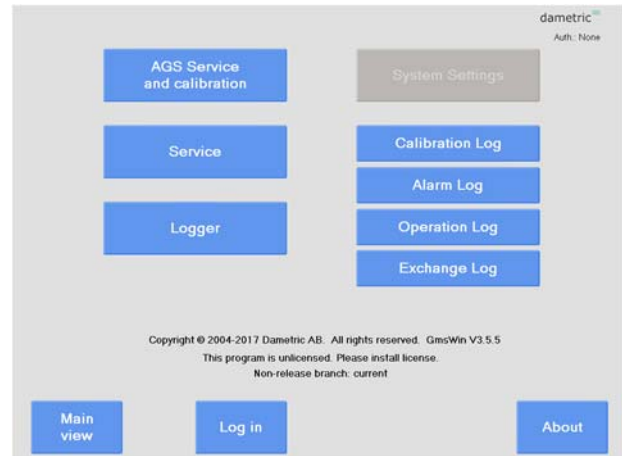 dametric
Auth.: None
AGS Service
and calibration
System Settings
Service
Calibration Log
Alarm Log
Logger
Operation Log
Exchange Log
Copyright © 2004-2017 Dametric AB. All rights reserved. GmsWin V3.5.5
This program is unlicensed. Please install license.
Non-release branch: current
Main
view
Log in
About